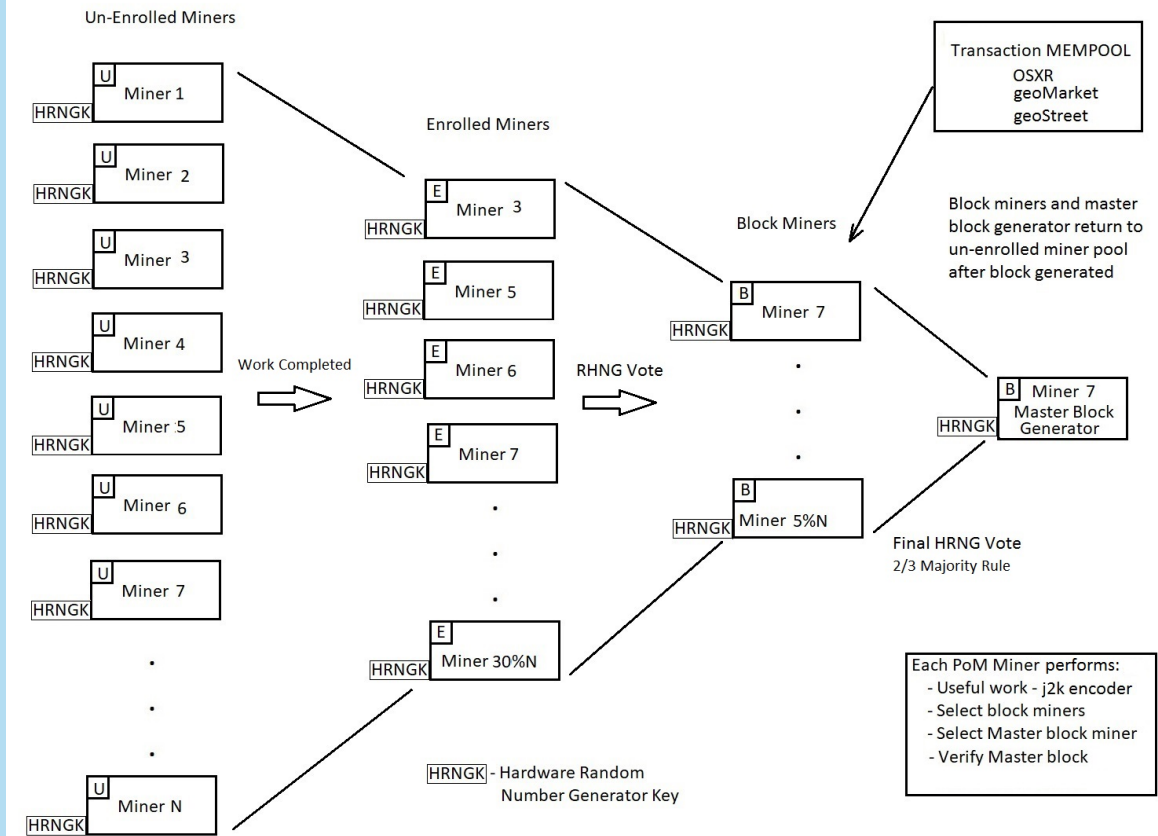 Un-Enrolled Miners
U
Miner 1
HRNGK
U
Miner 2
HRNGK
U
Miner 3
HRNGK
U
Miner 4
HRNGK
U
Miner 5
HRNGK
U
Miner 6
HRNGK
U
Miner 7
HRNGK
U
Miner N
HRNGK
Work Completed
Enrolled Miners
E
Miner 3
HRNGK
E
Miner 5
HRNGK
E
Miner 6
HRNGK
E
Miner 7
HRNGK
E
Miner 30%N
HRNGK
RHNG Vote
Block Miners
B
Miner 7
HRNGK
B
Miner 5%N
HRNGK
Transaction MEMPOOL
OSXR
geoMarket
geoStreet
Block miners and master
block generator return to
un-enrolled miner pool
after block generated
B
Miner 7
Master Block
Generator
HRNGK
Final HRNG Vote
2/3 Majority Rule
Each PoM Miner performs:
- Useful work - j2k encoder
- Select block miners
- Select Master block miner
- Verify Master block
HRNGK - Hardware Random
Number Generator Key